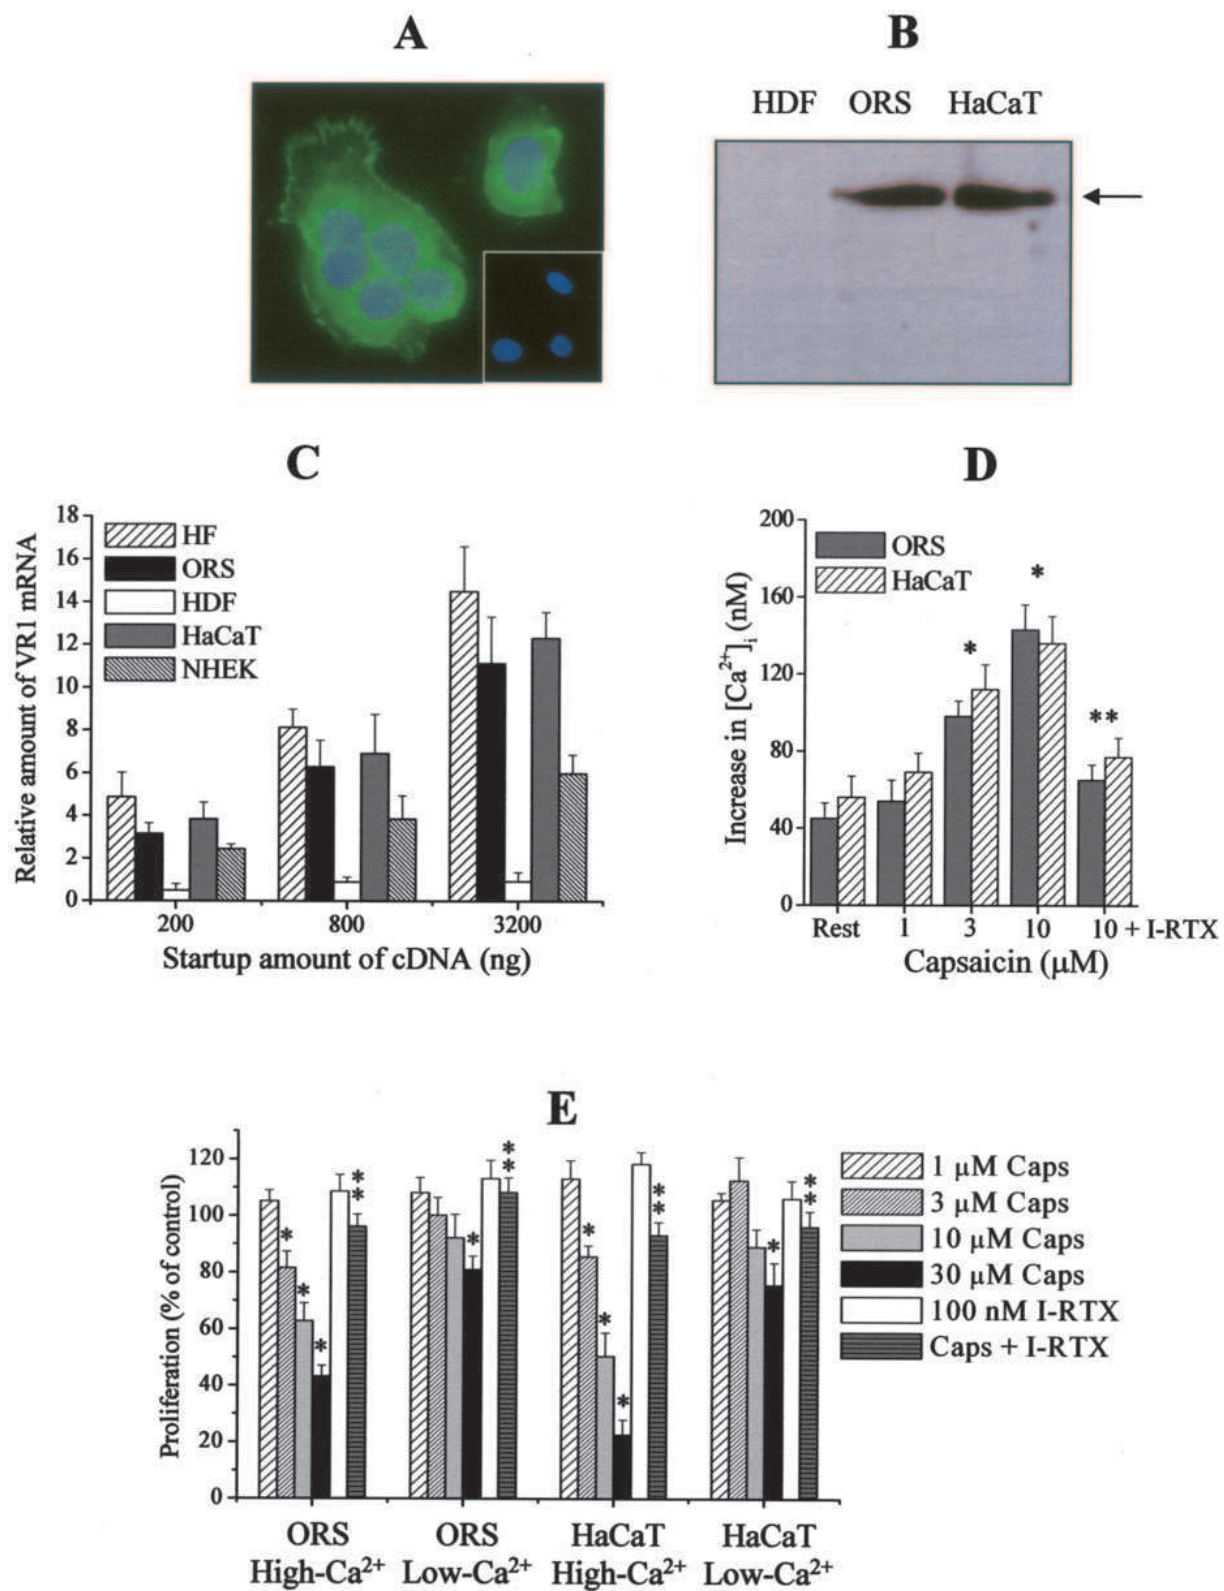 A
B
HDF ORS HaCaT
C
D
18
16
14
12
10
8
6
4
2
0
Relative amount of VR1 mRNA
HF
ORS
HDF
HaCaT
NHEK
200 800 3200
Startup amount of cDNA (ng)
200
160
120
80
40
0
Increase in [Ca²⁺]ᵢ (nM)
ORS
HaCaT
*
*
**
Rest 1 3 10 10 + I-RTX
Capsaicin (μM)
E
120
100
80
60
40
20
0
Proliferation (% of control)
* * * **
* **
* * * **
* **
1 μM Caps
3 μM Caps
10 μM Caps
30 μM Caps
100 nM I-RTX
Caps + I-RTX
ORS ORS HaCaT HaCaT
High-Ca²⁺ Low-Ca²⁺ High-Ca²⁺ Low-Ca²⁺